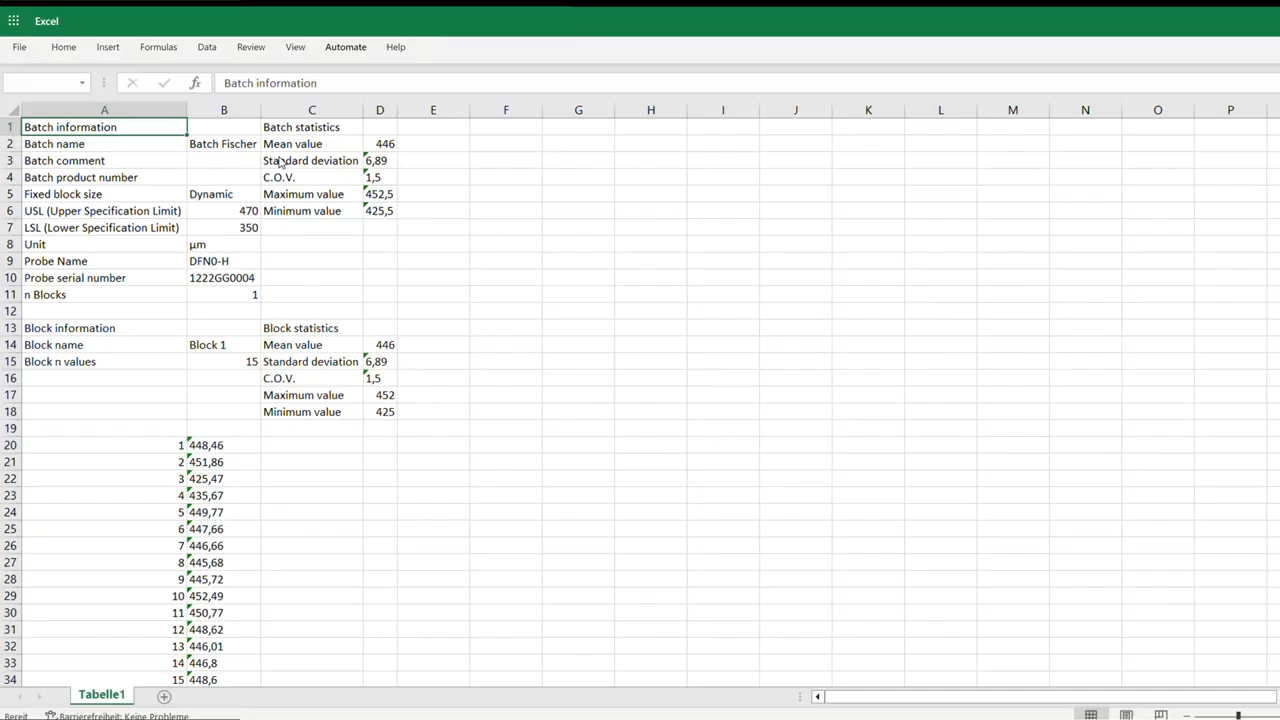 Excel
File Home Insert Formulas Data Review View Automate Help
fx Batch information
A B C D E F G H I J K L M N O P
1 Batch information Batch statistics
2 Batch name Batch Fischer Mean value 446
3 Batch comment Standard deviation 6,89
4 Batch product number C.O.V. 1,5
5 Fixed block size Dynamic Maximum value 452,5
6 USL (Upper Specification Limit) 470 Minimum value 425,5
7 LSL (Lower Specification Limit) 350
8 Unit µm
9 Probe Name DFN0-H
10 Probe serial number 1222GG0004
11 n Blocks 1
12
13 Block information Block statistics
14 Block name Block 1 Mean value 446
15 Block n values 15 Standard deviation 6,89
16 C.O.V. 1,5
17 Maximum value 452
18 Minimum value 425
19
20 1 448,46
21 2 451,86
22 3 425,47
23 4 435,67
24 5 449,77
25 6 447,66
26 7 446,66
27 8 445,68
28 9 445,72
29 10 452,49
30 11 450,77
31 12 448,62
32 13 446,01
33 14 446,8
34 15 448,6
Tabelle1
Bereit Barrierefreiheit: Keine Probleme